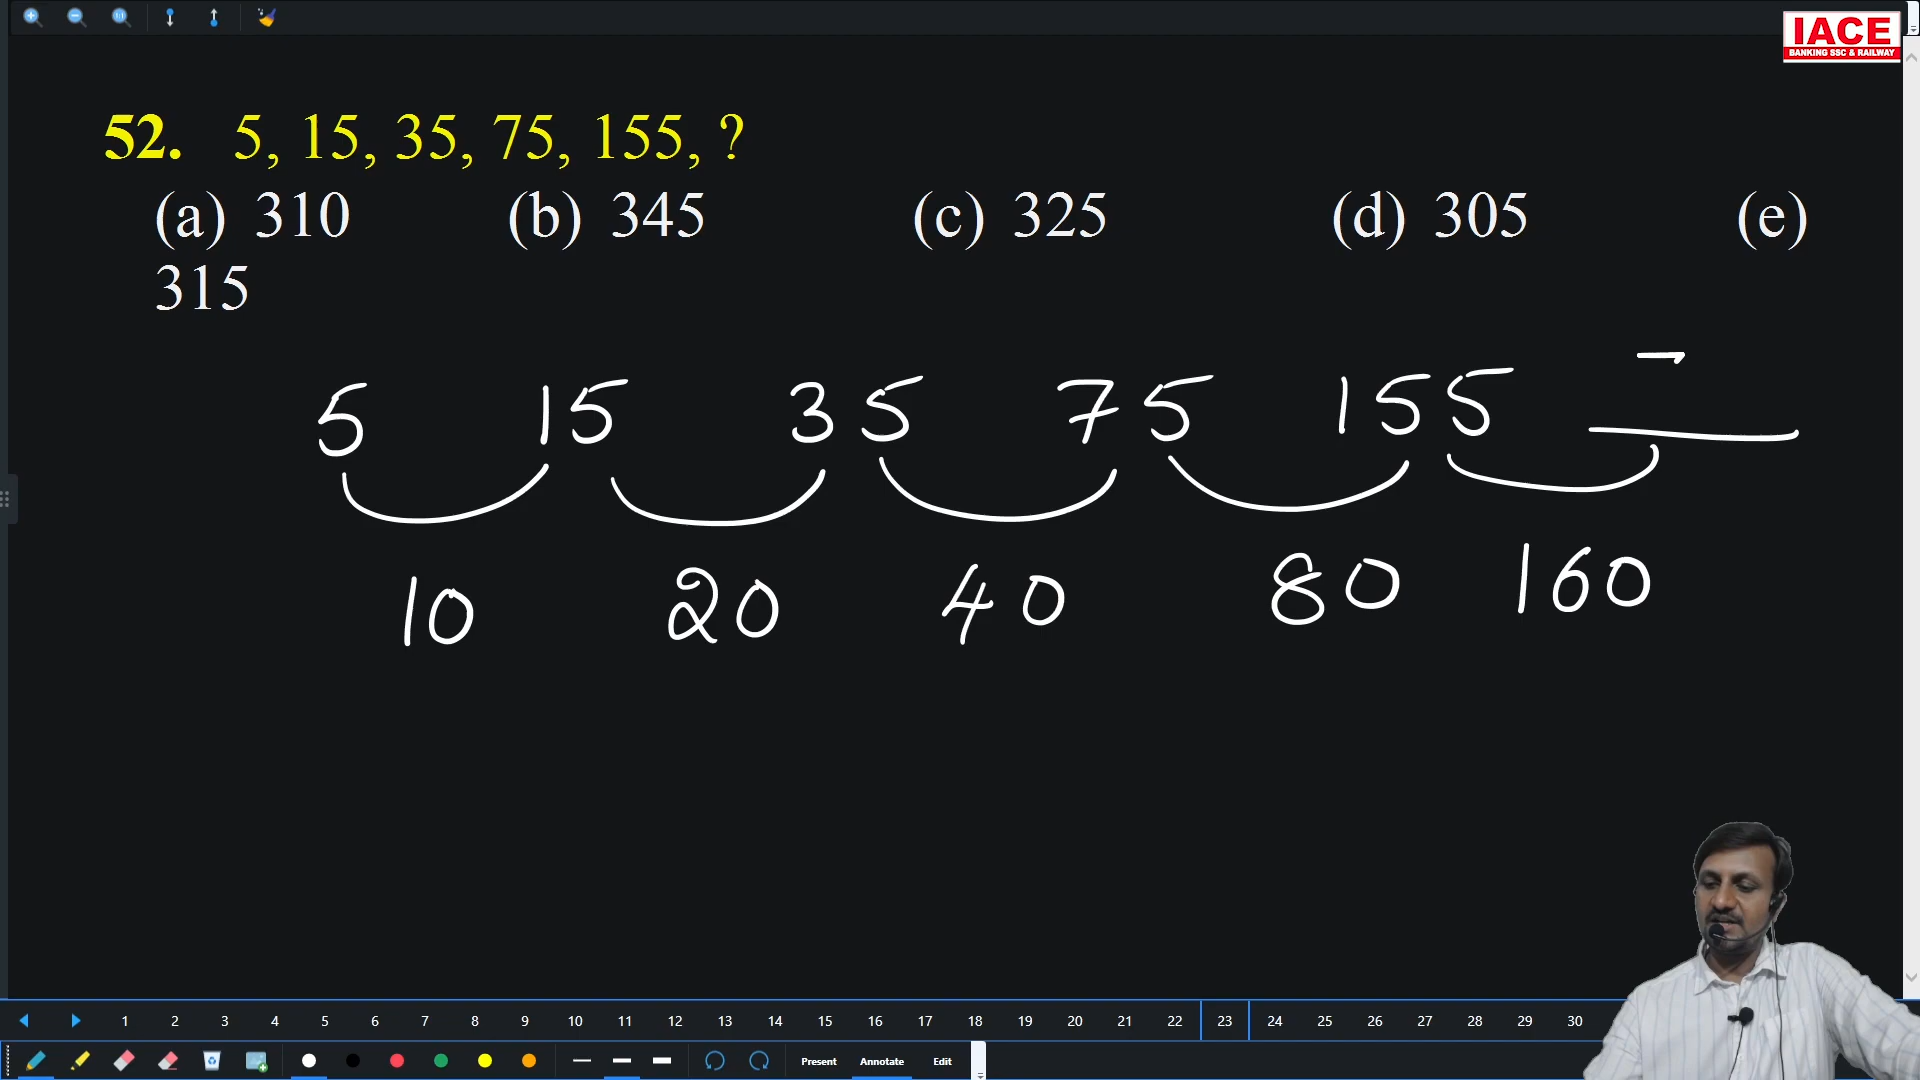 IACE
BANKING SSC & RAILWAY
52. 5, 15, 35, 75, 155, ?
(a) 310 (b) 345 (c) 325 (d) 305 (e)
315
5 15 35 75 155
10 20 40 80 160
1 2 3 4 5 6 7 8 9 10 11 12 13 14 15 16 17 18 19 20 21 22 23 24 25 26 27 28 29 30
Present Annotate Edit